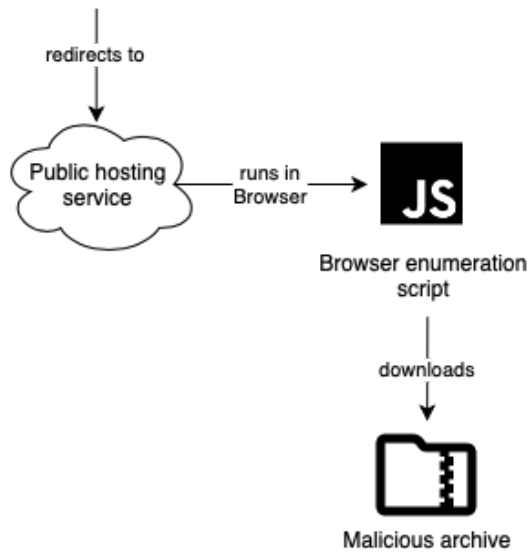 redirects to
Public hosting
service
runs in
Browser
JS
Browser enumeration
script
downloads
Malicious archive